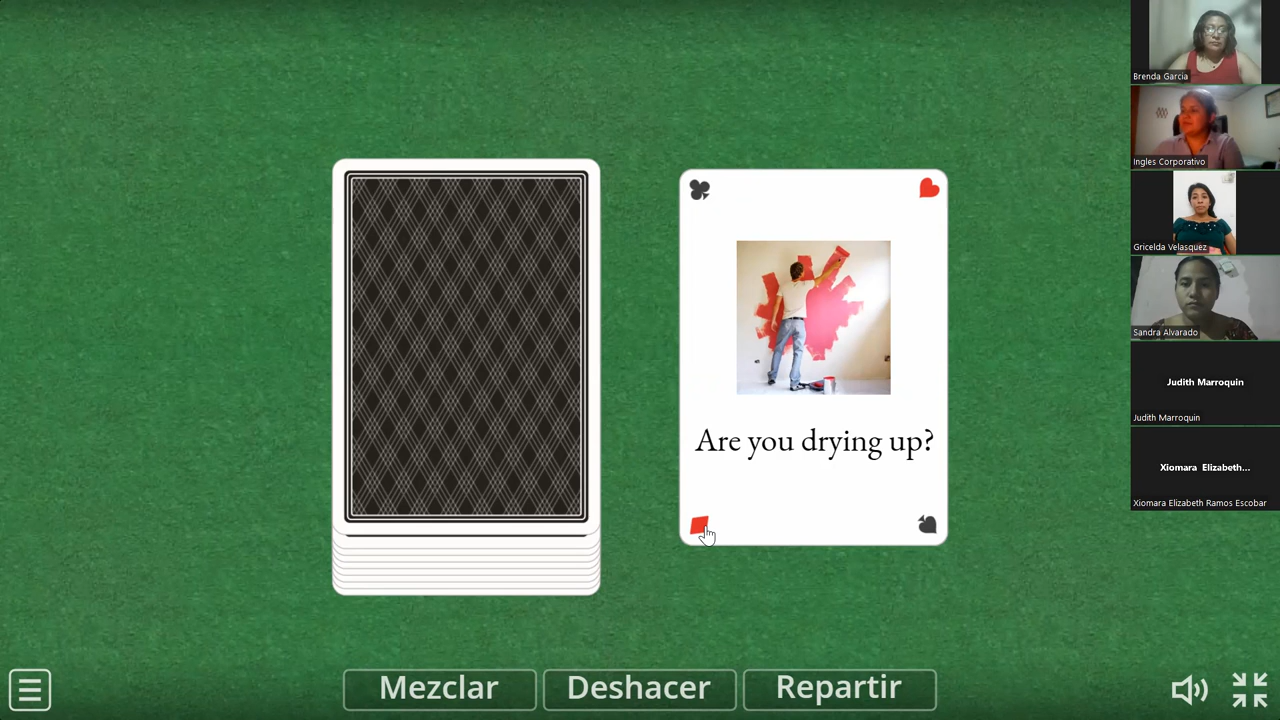 Are you drying up?
Mezclar
Deshacer
Repartir
Brenda Garcia
Ingles Corporativo
Gricelda Velasquez
Sandra Alvarado
Judith Marroquin
Judith Marroquin
Xiomara Elizabeth...
Xiomara Elizabeth Ramos Escobar